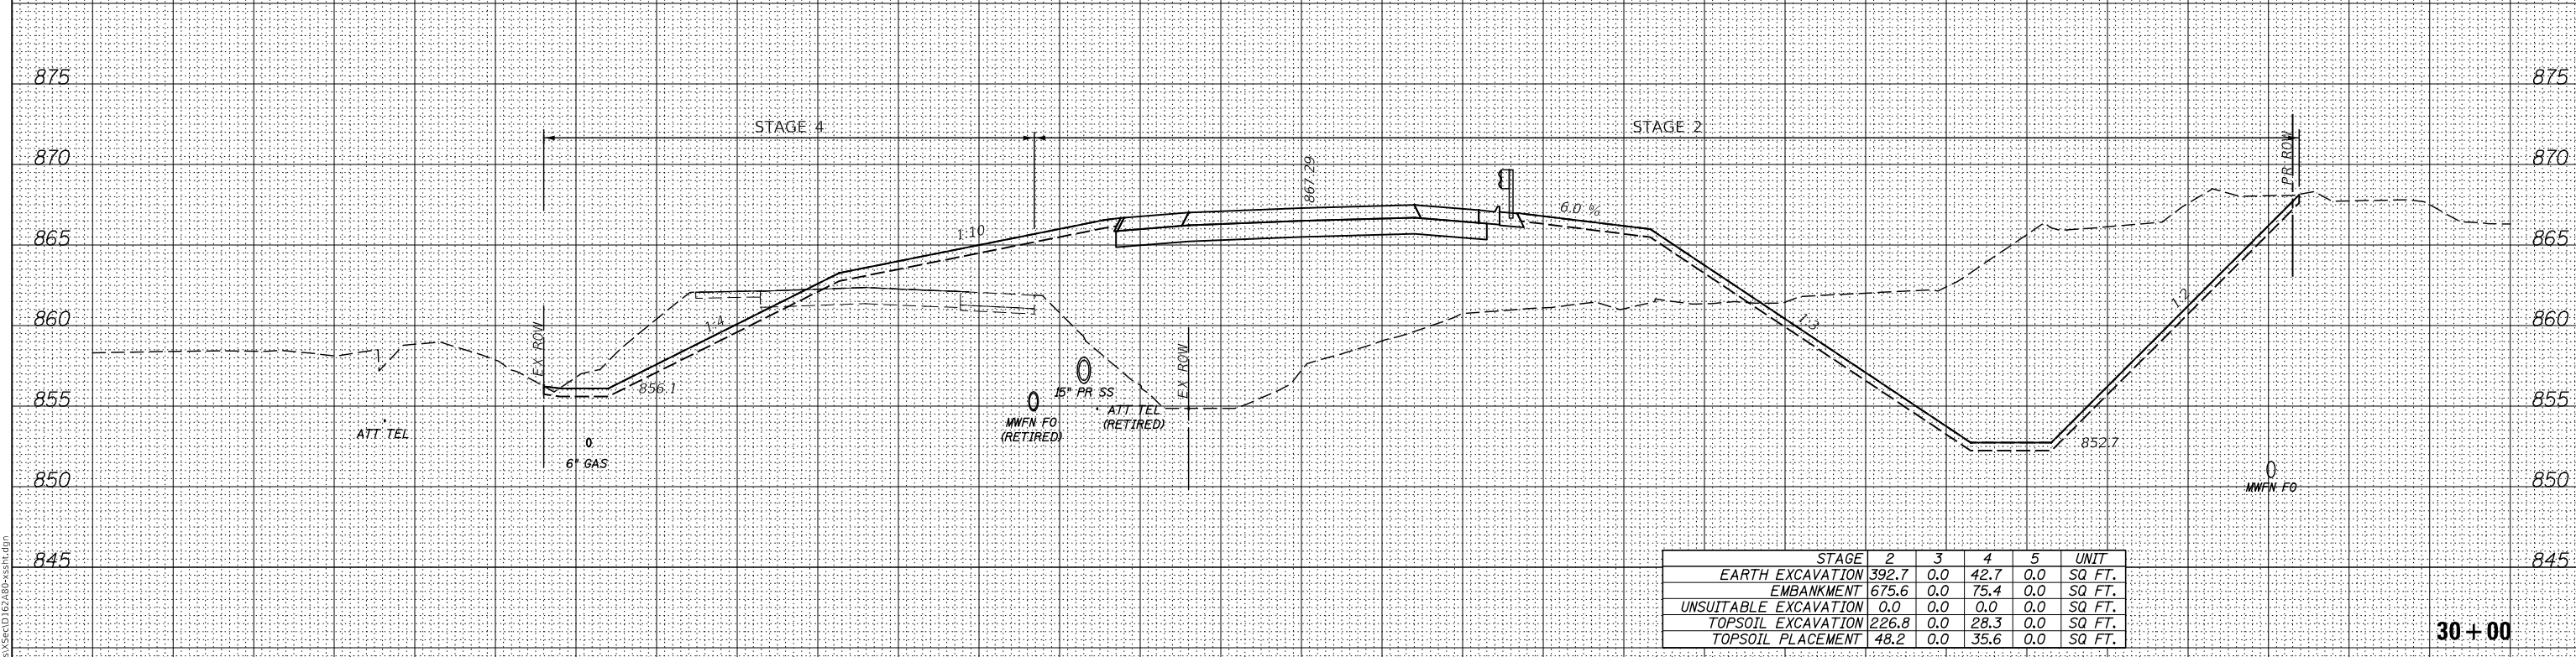 875 875
STAGE 4 STAGE 2
870 867.29 PR ROW 870
1:10 6.0 %
865 865
1:2
860 1:4 1:3 860
EX ROW EX ROW
856.1
15" PR SS
855 855
ATT TEL
MWFN FO (RETIRED)
ATT TEL (RETIRED)
852.7
6" GAS
850 850
MWFN FO
845 845
STAGE 2 3 4 5 UNIT
EARTH EXCAVATION 392.7 0.0 42.7 0.0 SQ FT.
EMBANKMENT 675.6 0.0 75.4 0.0 SQ FT.
UNSUITABLE EXCAVATION 0.0 0.0 0.0 0.0 SQ FT.
TOPSOIL EXCAVATION 226.8 0.0 28.3 0.0 SQ FT.
TOPSOIL PLACEMENT 48.2 0.0 35.6 0.0 SQ FT.
30+00
s\XSec\D162A80-xssht.dgn